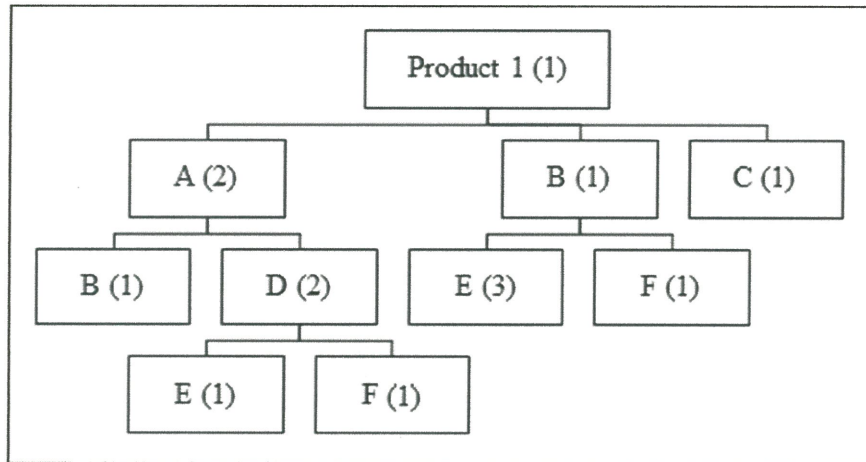 Product 1 (1)
A (2)
B (1)
C (1)
B (1)
D (2)
E (3)
F (1)
E (1)
F (1)